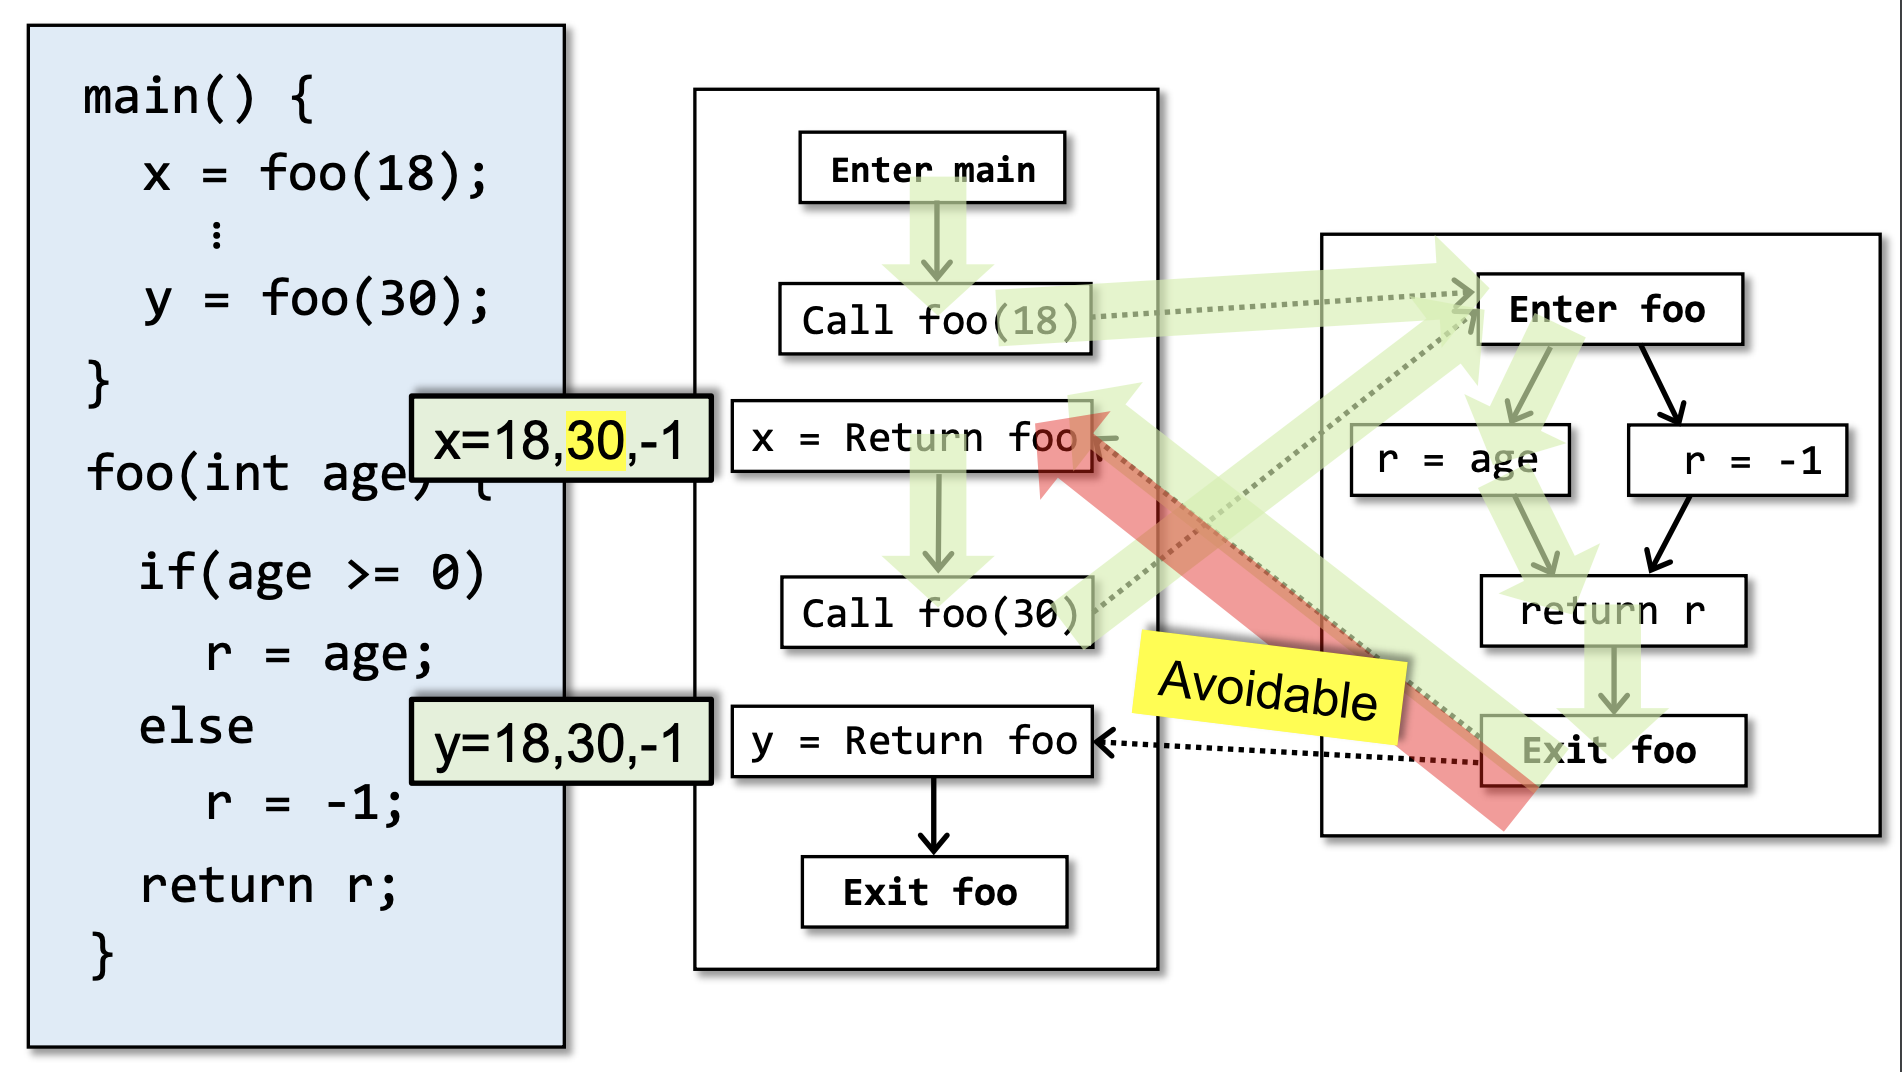 main() {
x = foo(18);
⋮
y = foo(30);
}
foo(int age) {
if(age >= 0)
r = age;
else
r = -1;
return r;
}
x=18,30,-1
y=18,30,-1
Enter main
Call foo(18)
x = Return foo
Call foo(30)
y = Return foo
Exit foo
Avoidable
Enter foo
r = age
r = -1
return r
Exit foo